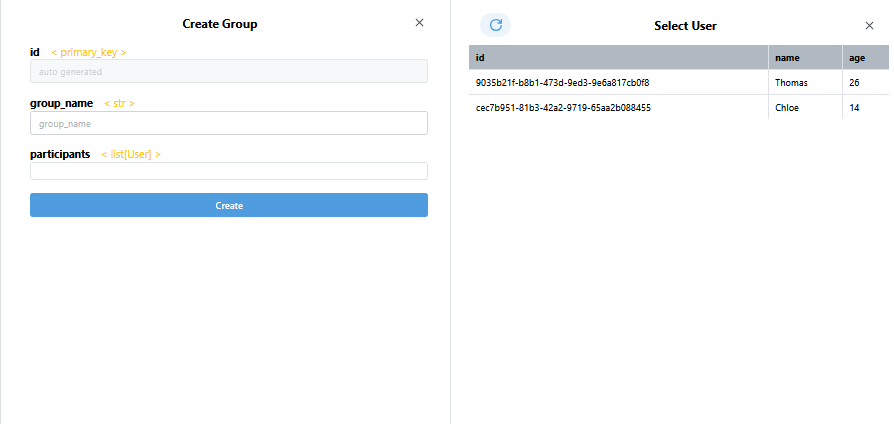 Create Group
id < primary_key >
auto generated
group_name < str >
group_name
participants < list[User] >
Create
Select User
id name age
9035b21f-b8b1-473d-9ed3-9e6a817cb0f8 Thomas 26
cec7b951-81b3-42a2-9719-65aa2b088455 Chloe 14